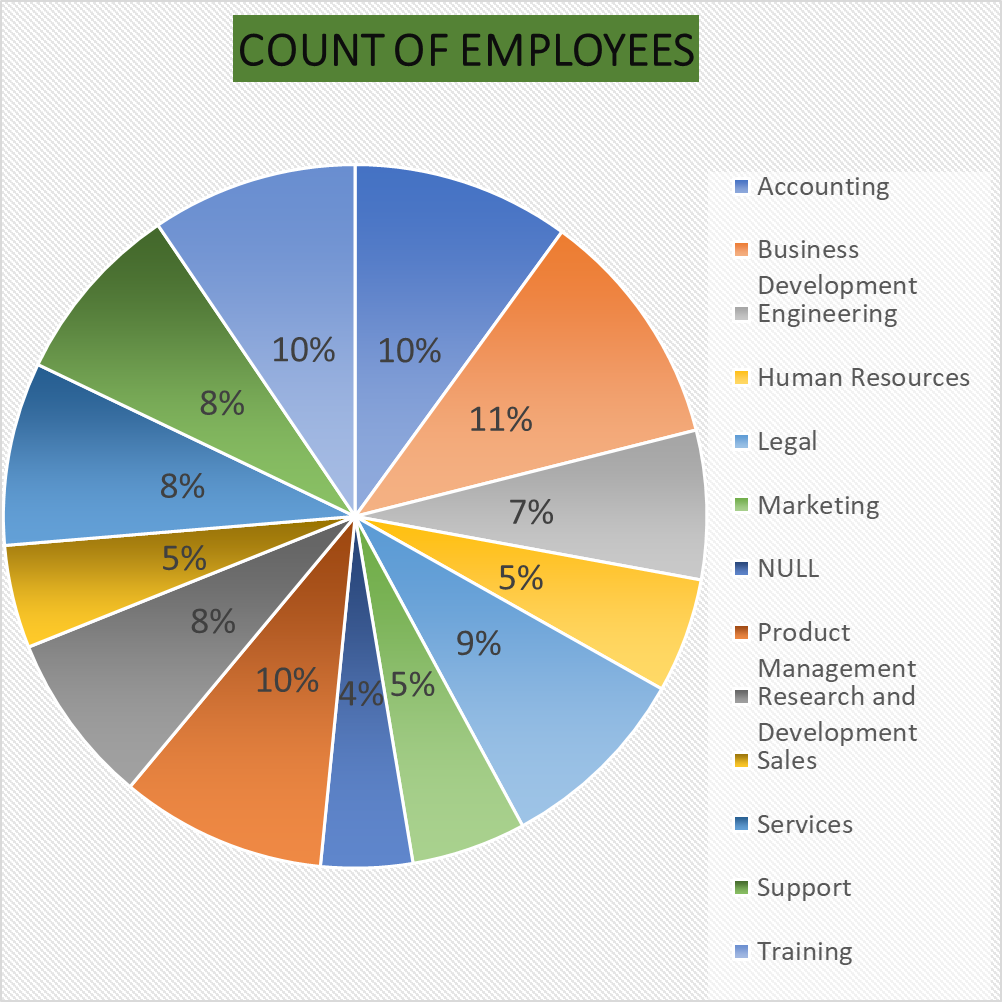 COUNT OF EMPLOYEES
10%
10%
11%
8%
8%
7%
5%
5%
8%
9%
10%
4%
5%
Accounting
Business
Development
Engineering
Human Resources
Legal
Marketing
NULL
Product
Management
Research and
Development
Sales
Services
Support
Training